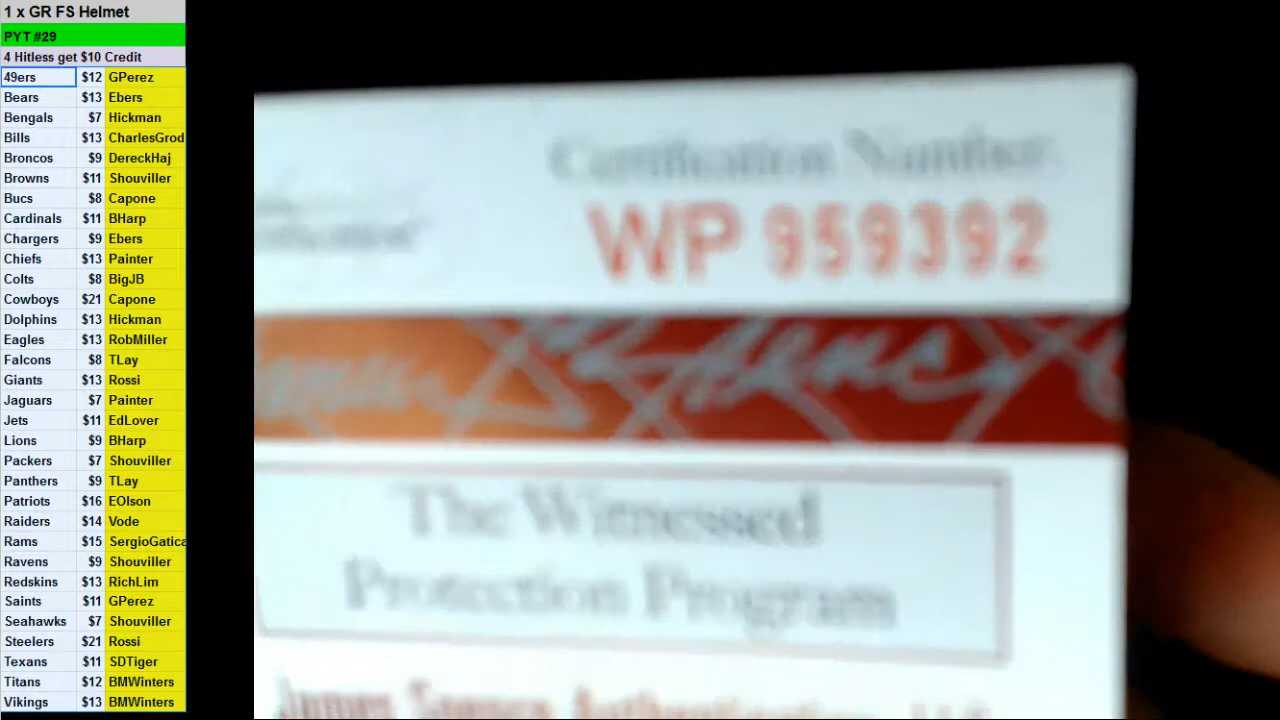 1 x GR FS Helmet
PYT #29
4 Hitless get $10 Credit
49ers $12 GPerez
Bears $13 Ebers
Bengals $7 Hickman
Bills $13 CharlesGrod
Broncos $9 DereckHaj
Browns $11 Shouviller
Bucs $8 Capone
Cardinals $11 BHarp
Chargers $9 Ebers
Chiefs $13 Painter
Colts $8 BigJB
Cowboys $21 Capone
Dolphins $13 Hickman
Eagles $13 RobMiller
Falcons $8 TLay
Giants $13 Rossi
Jaguars $7 Painter
Jets $11 EdLover
Lions $9 BHarp
Packers $7 Shouviller
Panthers $9 TLay
Patriots $16 EOlson
Raiders $14 Vode
Rams $15 SergioGatica
Ravens $9 Shouviller
Redskins $13 RichLim
Saints $11 GPerez
Seahawks $7 Shouviller
Steelers $21 Rossi
Texans $11 SDTiger
Titans $12 BMWinters
Vikings $13 BMWinters
Certification Number
WP 959392
The Witnessed
Protection Program
James Spence Authentication, LLC